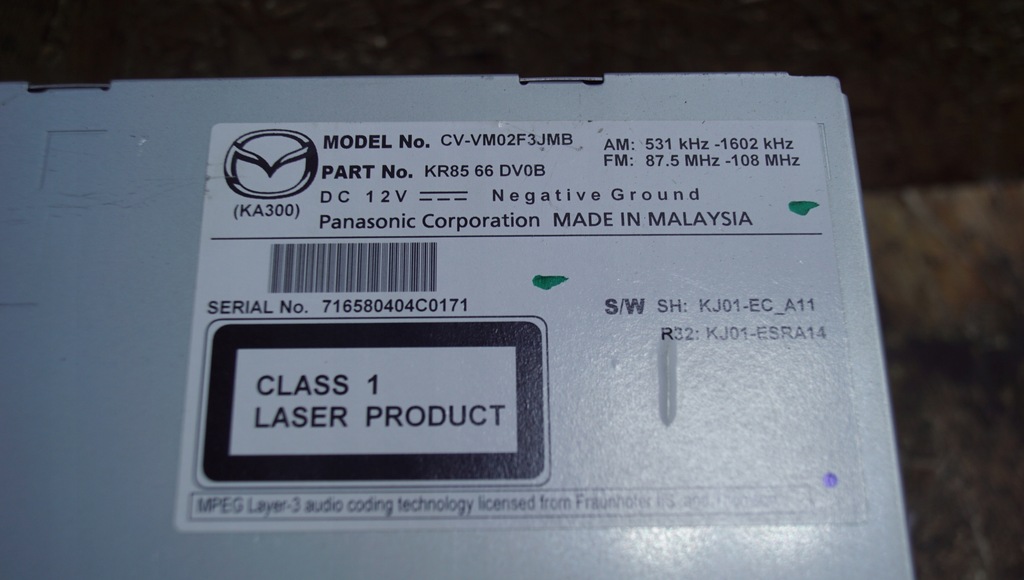 MODEL No. CV-VM02F3JMB
AM: 531 kHz -1602 kHz
PART No. KR85 66 DV0B
FM: 87.5 MHz -108 MHz
DC 12V Negative Ground
(KA300)
Panasonic Corporation MADE IN MALAYSIA
SERIAL No. 716580404C0171
S/W SH: KJ01-EC_A11
R32: KJ01-ESRA14
CLASS 1
LASER PRODUCT
MPEG Layer-3 audio coding technology licensed from Fraunhofer IIS and